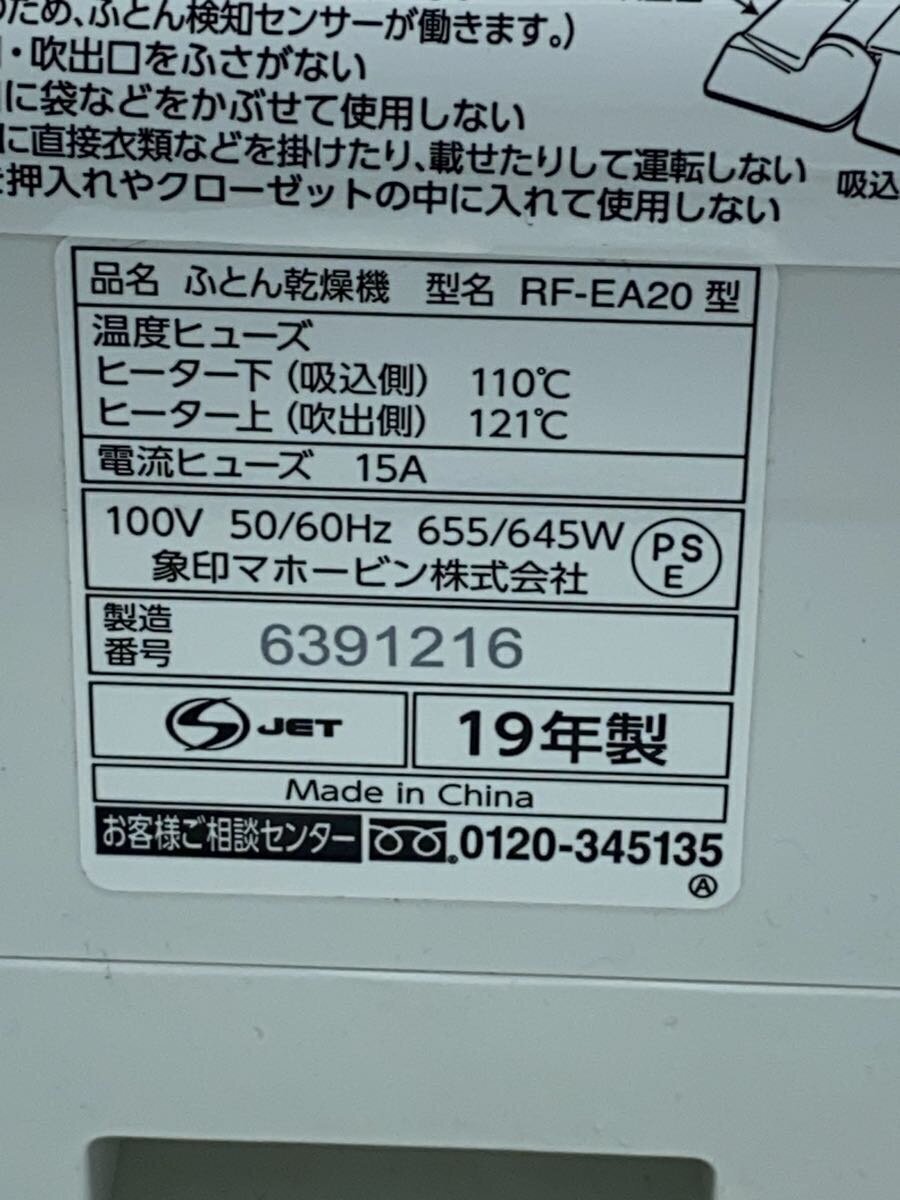 ため、ふとん検知センサーが働きます。)
・吹出口をふさがない
に袋などをかぶせて使用しない
に直接衣類などを掛けたり、載せたりして運転しない
押入れやクローゼットの中に入れて使用しない
吸込
品名 ふとん乾燥機 型名 RF-EA20 型
温度ヒューズ
ヒーター下(吸込側) 110℃
ヒーター上(吹出側) 121℃
電流ヒューズ 15A
100V 50/60Hz 655/645W
象印マホービン株式会社
PS
E
製造
番号 6391216
S JET
19年製
Made in China
お客様ご相談センター 0120-345135
A